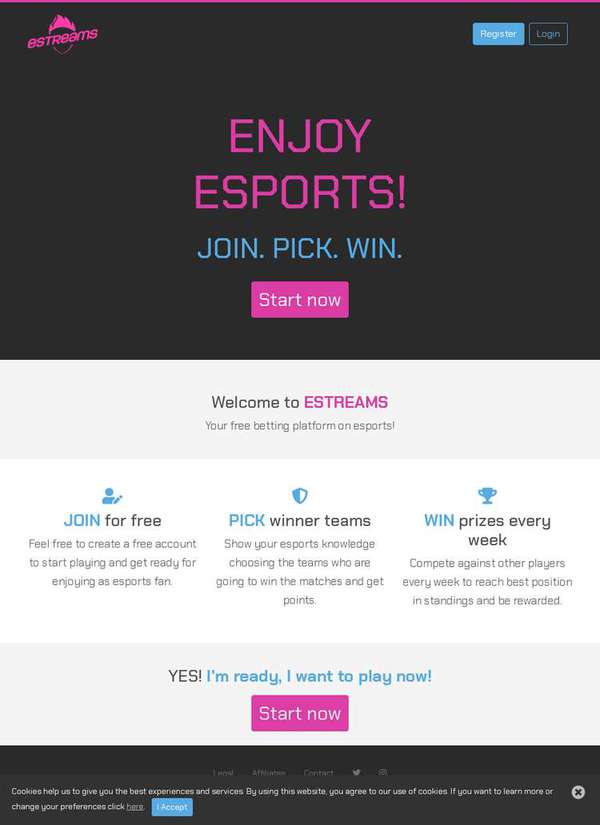 ESTREAMS
Register
Login
ENJOY
ESPORTS!
JOIN. PICK. WIN.
Start now
Welcome to ESTREAMS
Your free betting platform on esports!
JOIN for free
Feel free to create a free account
to start playing and get ready for
enjoying as esports fan.
PICK winner teams
Show your esports knowledge
choosing the teams who are
going to win the matches and get
points.
WIN prizes every
week
Compete against other players
every week to reach best position
in standings and be rewarded.
YES! I'm ready, I want to play now!
Start now
Legal Affiliates Contact
Cookies help us to give you the best experiences and services. By using this website, you agree to our use of cookies. If you want to learn more or
change your preferences click here. I Accept